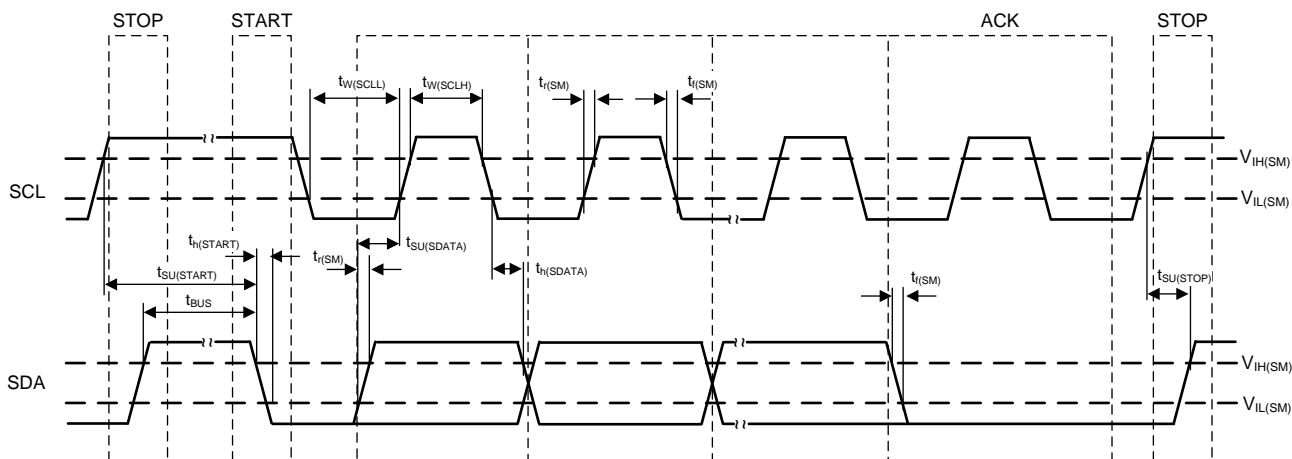 STOP START ACK STOP
tW(SCLL) tW(SCLH) tr(SM) tf(SM)
VIH(SM)
SCL
VIL(SM)
th(START) tr(SM) tSU(SDATA)
tSU(START) th(SDATA) tf(SM) tSU(STOP)
tBUS
VIH(SM)
SDA
VIL(SM)